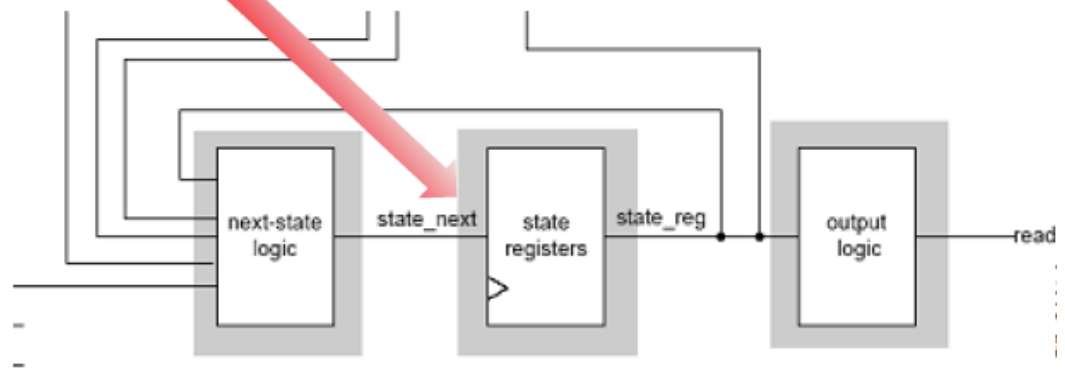 next-state
logic
state_next
state
registers
state_reg
output
logic
read